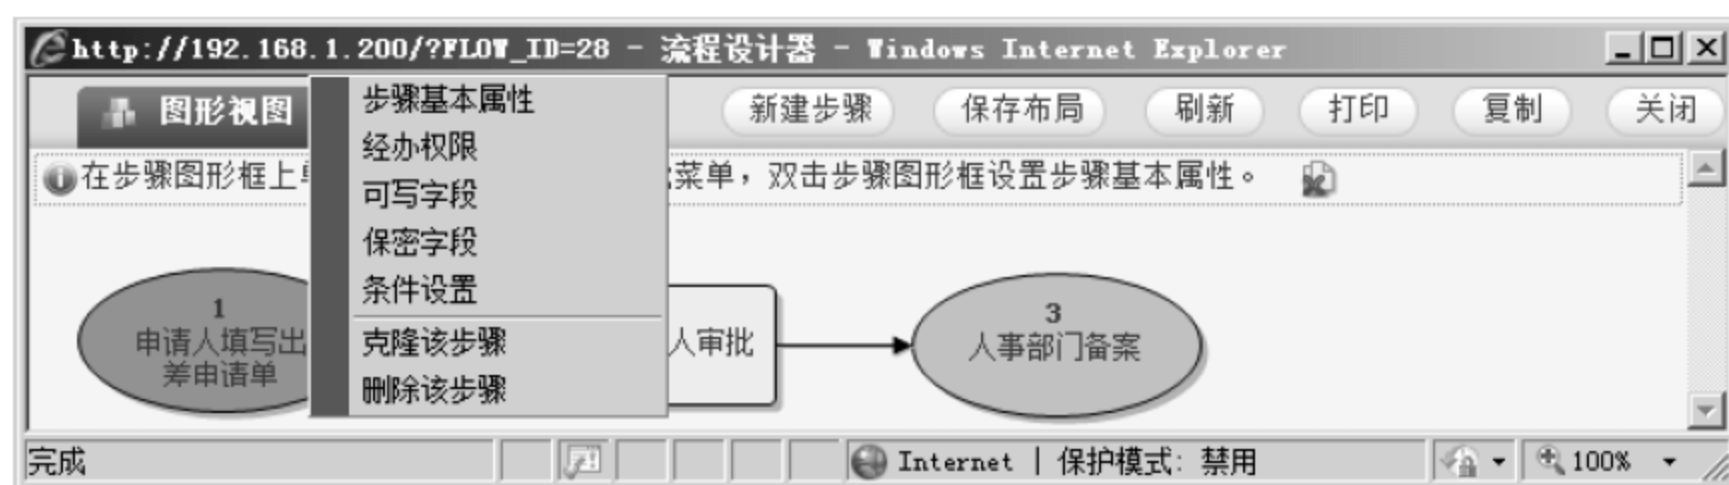 http://192.168.1.200/?FLOW_ID=28 - 流程设计器 - Windows Internet Explorer
图形视图
新建步骤 保存布局 刷新 打印 复制 关闭
在步骤图形框上
菜单，双击步骤图形框设置步骤基本属性。
步骤基本属性
经办权限
可写字段
保密字段
条件设置
克隆该步骤
删除该步骤
1
申请人填写出
差申请单
人审批
3
人事部门备案
完成
Internet | 保护模式: 禁用
100%